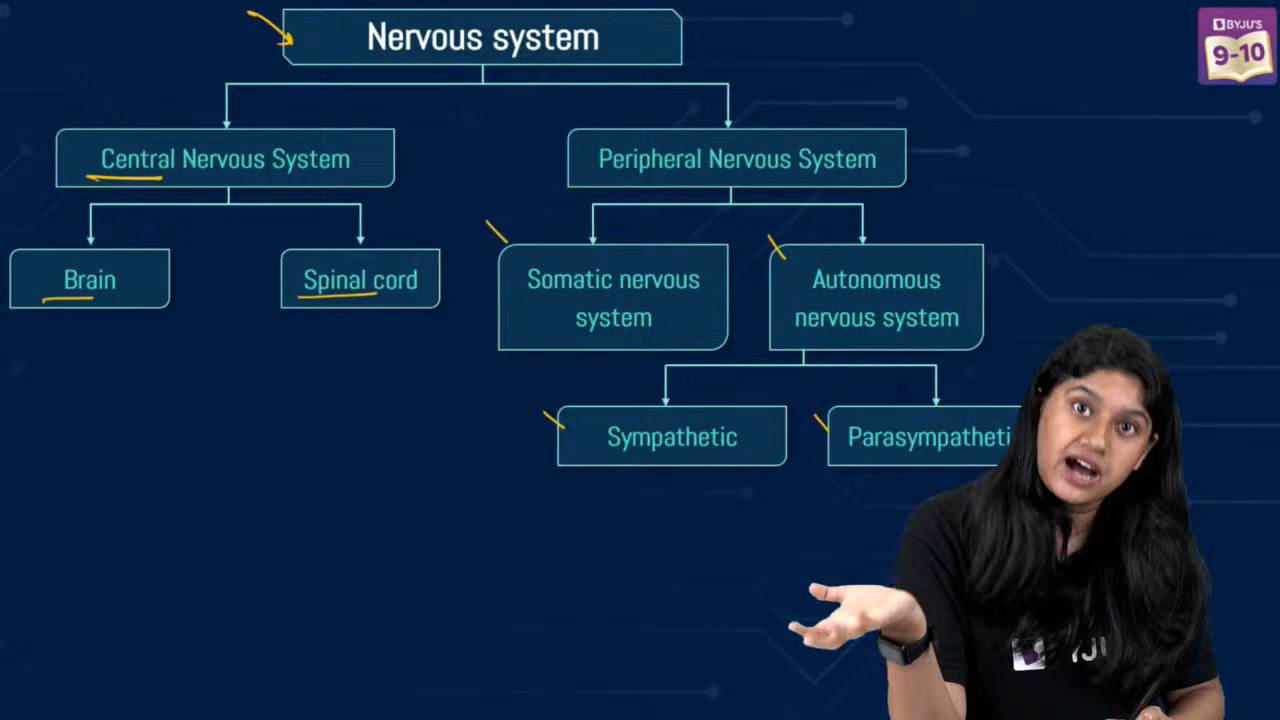 Nervous system
BYJU'S
9-10
Central Nervous System
Peripheral Nervous System
Brain
Spinal cord
Somatic nervous
system
Autonomous
nervous system
Sympathetic
Parasympatheti